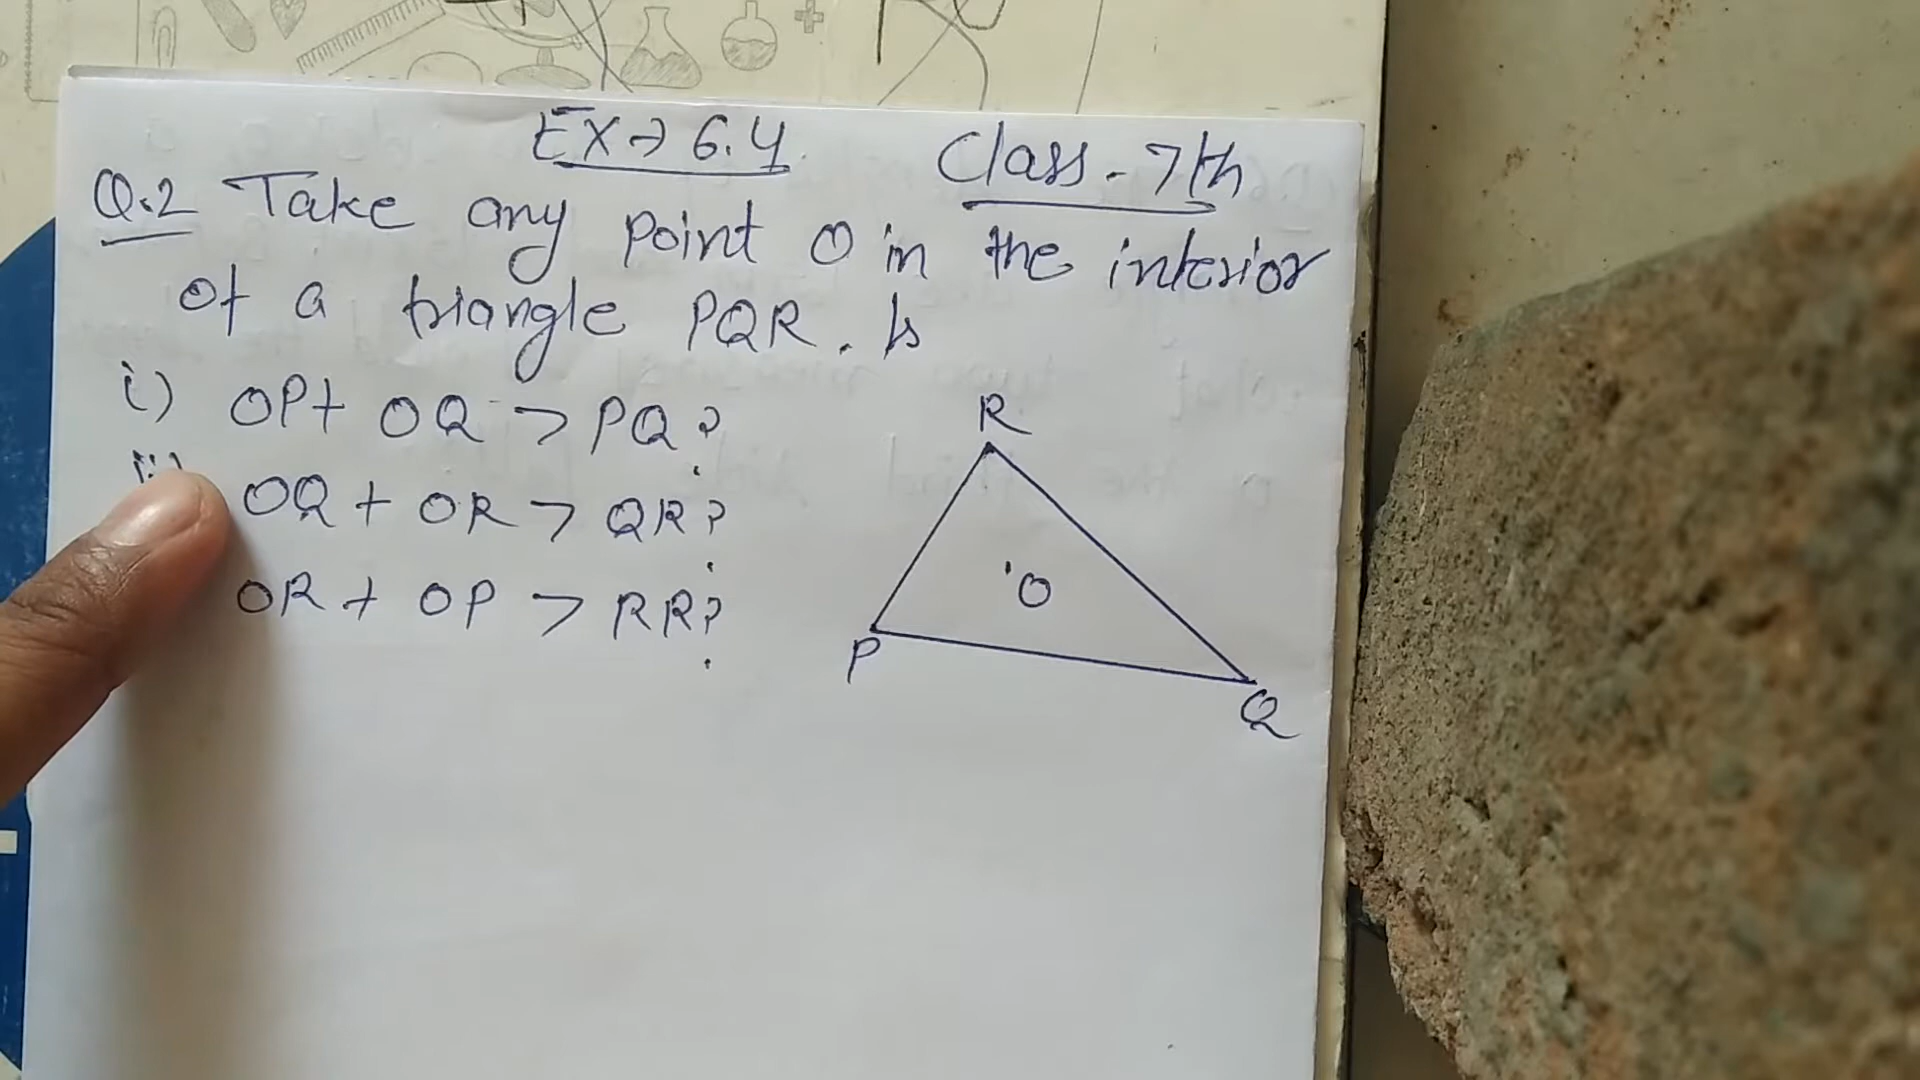 EX→ 6.4 Class-7th
Q.2 Take any point O in the interior
of a triangle PQR. Is
i) OP+ OQ > PQ?
OQ + OR > QR?
OR + OP > RR?
R
O
P
Q